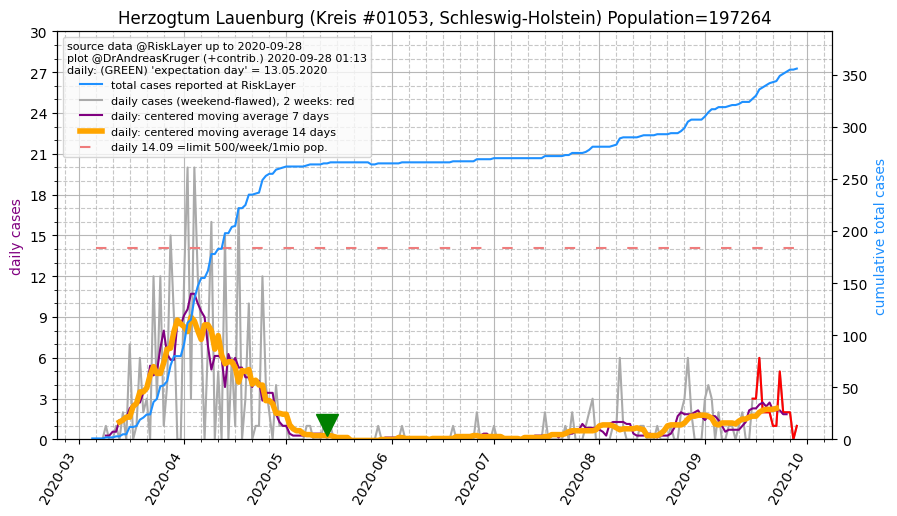 Herzogtum Lauenburg (Kreis #01053, Schleswig-Holstein) Population=197264
source data @RiskLayer up to 2020-09-28
plot @DrAndreasKruger (+contrib.) 2020-09-28 01:13
daily: (GREEN) 'expectation day' = 13.05.2020
total cases reported at RiskLayer
daily cases (weekend-flawed), 2 weeks: red
daily: centered moving average 7 days
daily: centered moving average 14 days
daily 14.09 =limit 500/week/1mio pop.
daily cases
30
27
24
21
18
15
12
9
6
3
0
cumulative total cases
350
300
250
200
150
100
50
0
2020-03
2020-04
2020-05
2020-06
2020-07
2020-08
2020-09
2020-10